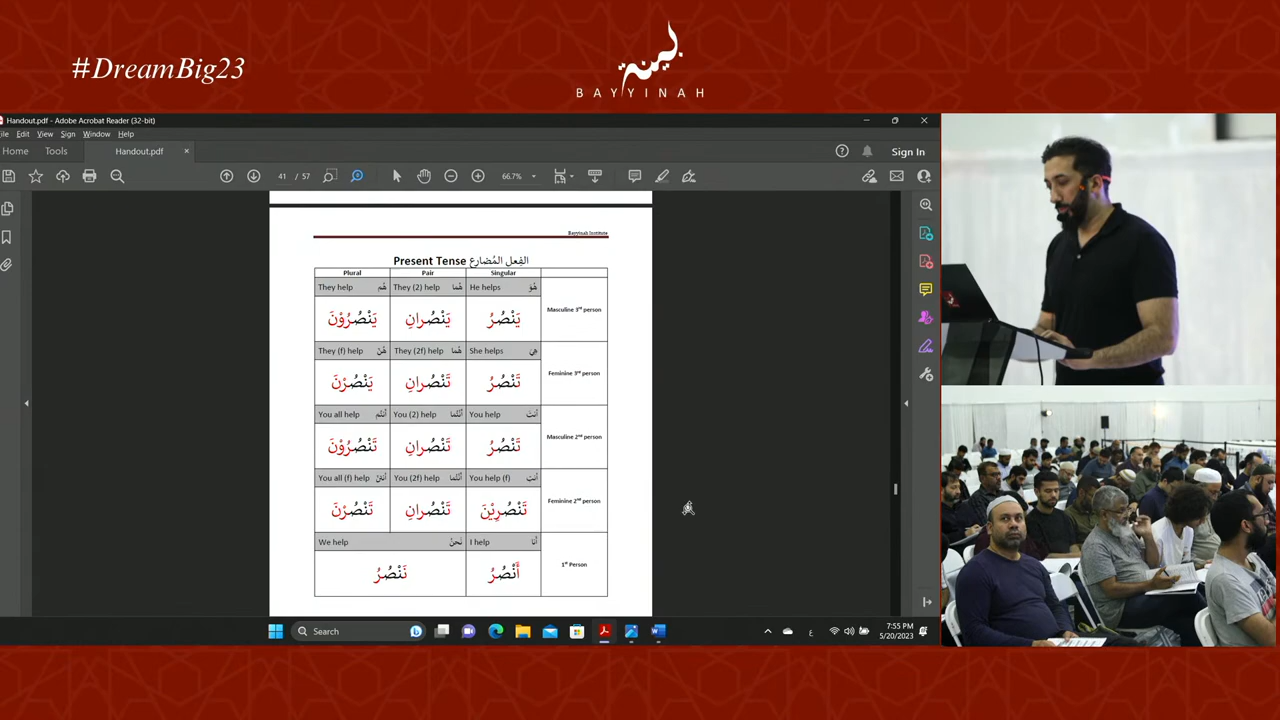 #DreamBig23
بينة
BAYYINAH
Handout.pdf - Adobe Acrobat Reader (32-bit)
ile Edit View Sign Window Help
Home Tools Handout.pdf × Sign In
41 / 57 66.7%
Bayyinah Institute
Present Tense الفِعل المُضارِع
Plural Pair Singular
They help هُم They (2) help هُما He helps هُوَ
Masculine 3rd person
يَنْصُرُوْنَ يَنْصُرانِ يَنْصُرُ
They (f) help هُنَّ They (2f) help هُما She helps هِيَ
Feminine 3rd person
يَنْصُرْنَ تَنْصُرانِ تَنْصُرُ
You all help أنتُم You (2) help أنتُما You help أنتَ
Masculine 2nd person
تَنْصُرُوْنَ تَنْصُرانِ تَنْصُرُ
You all (f) help أنتُنَّ You (2f) help أنتُما You help (f) أنتِ
Feminine 2nd person
تَنْصُرْنَ تَنْصُرانِ تَنْصُرِيْنَ
We help نَحنُ I help أنا
1st Person
نَنْصُرُ أَنْصُرُ
Search
ع
7:55 PM
5/20/2023